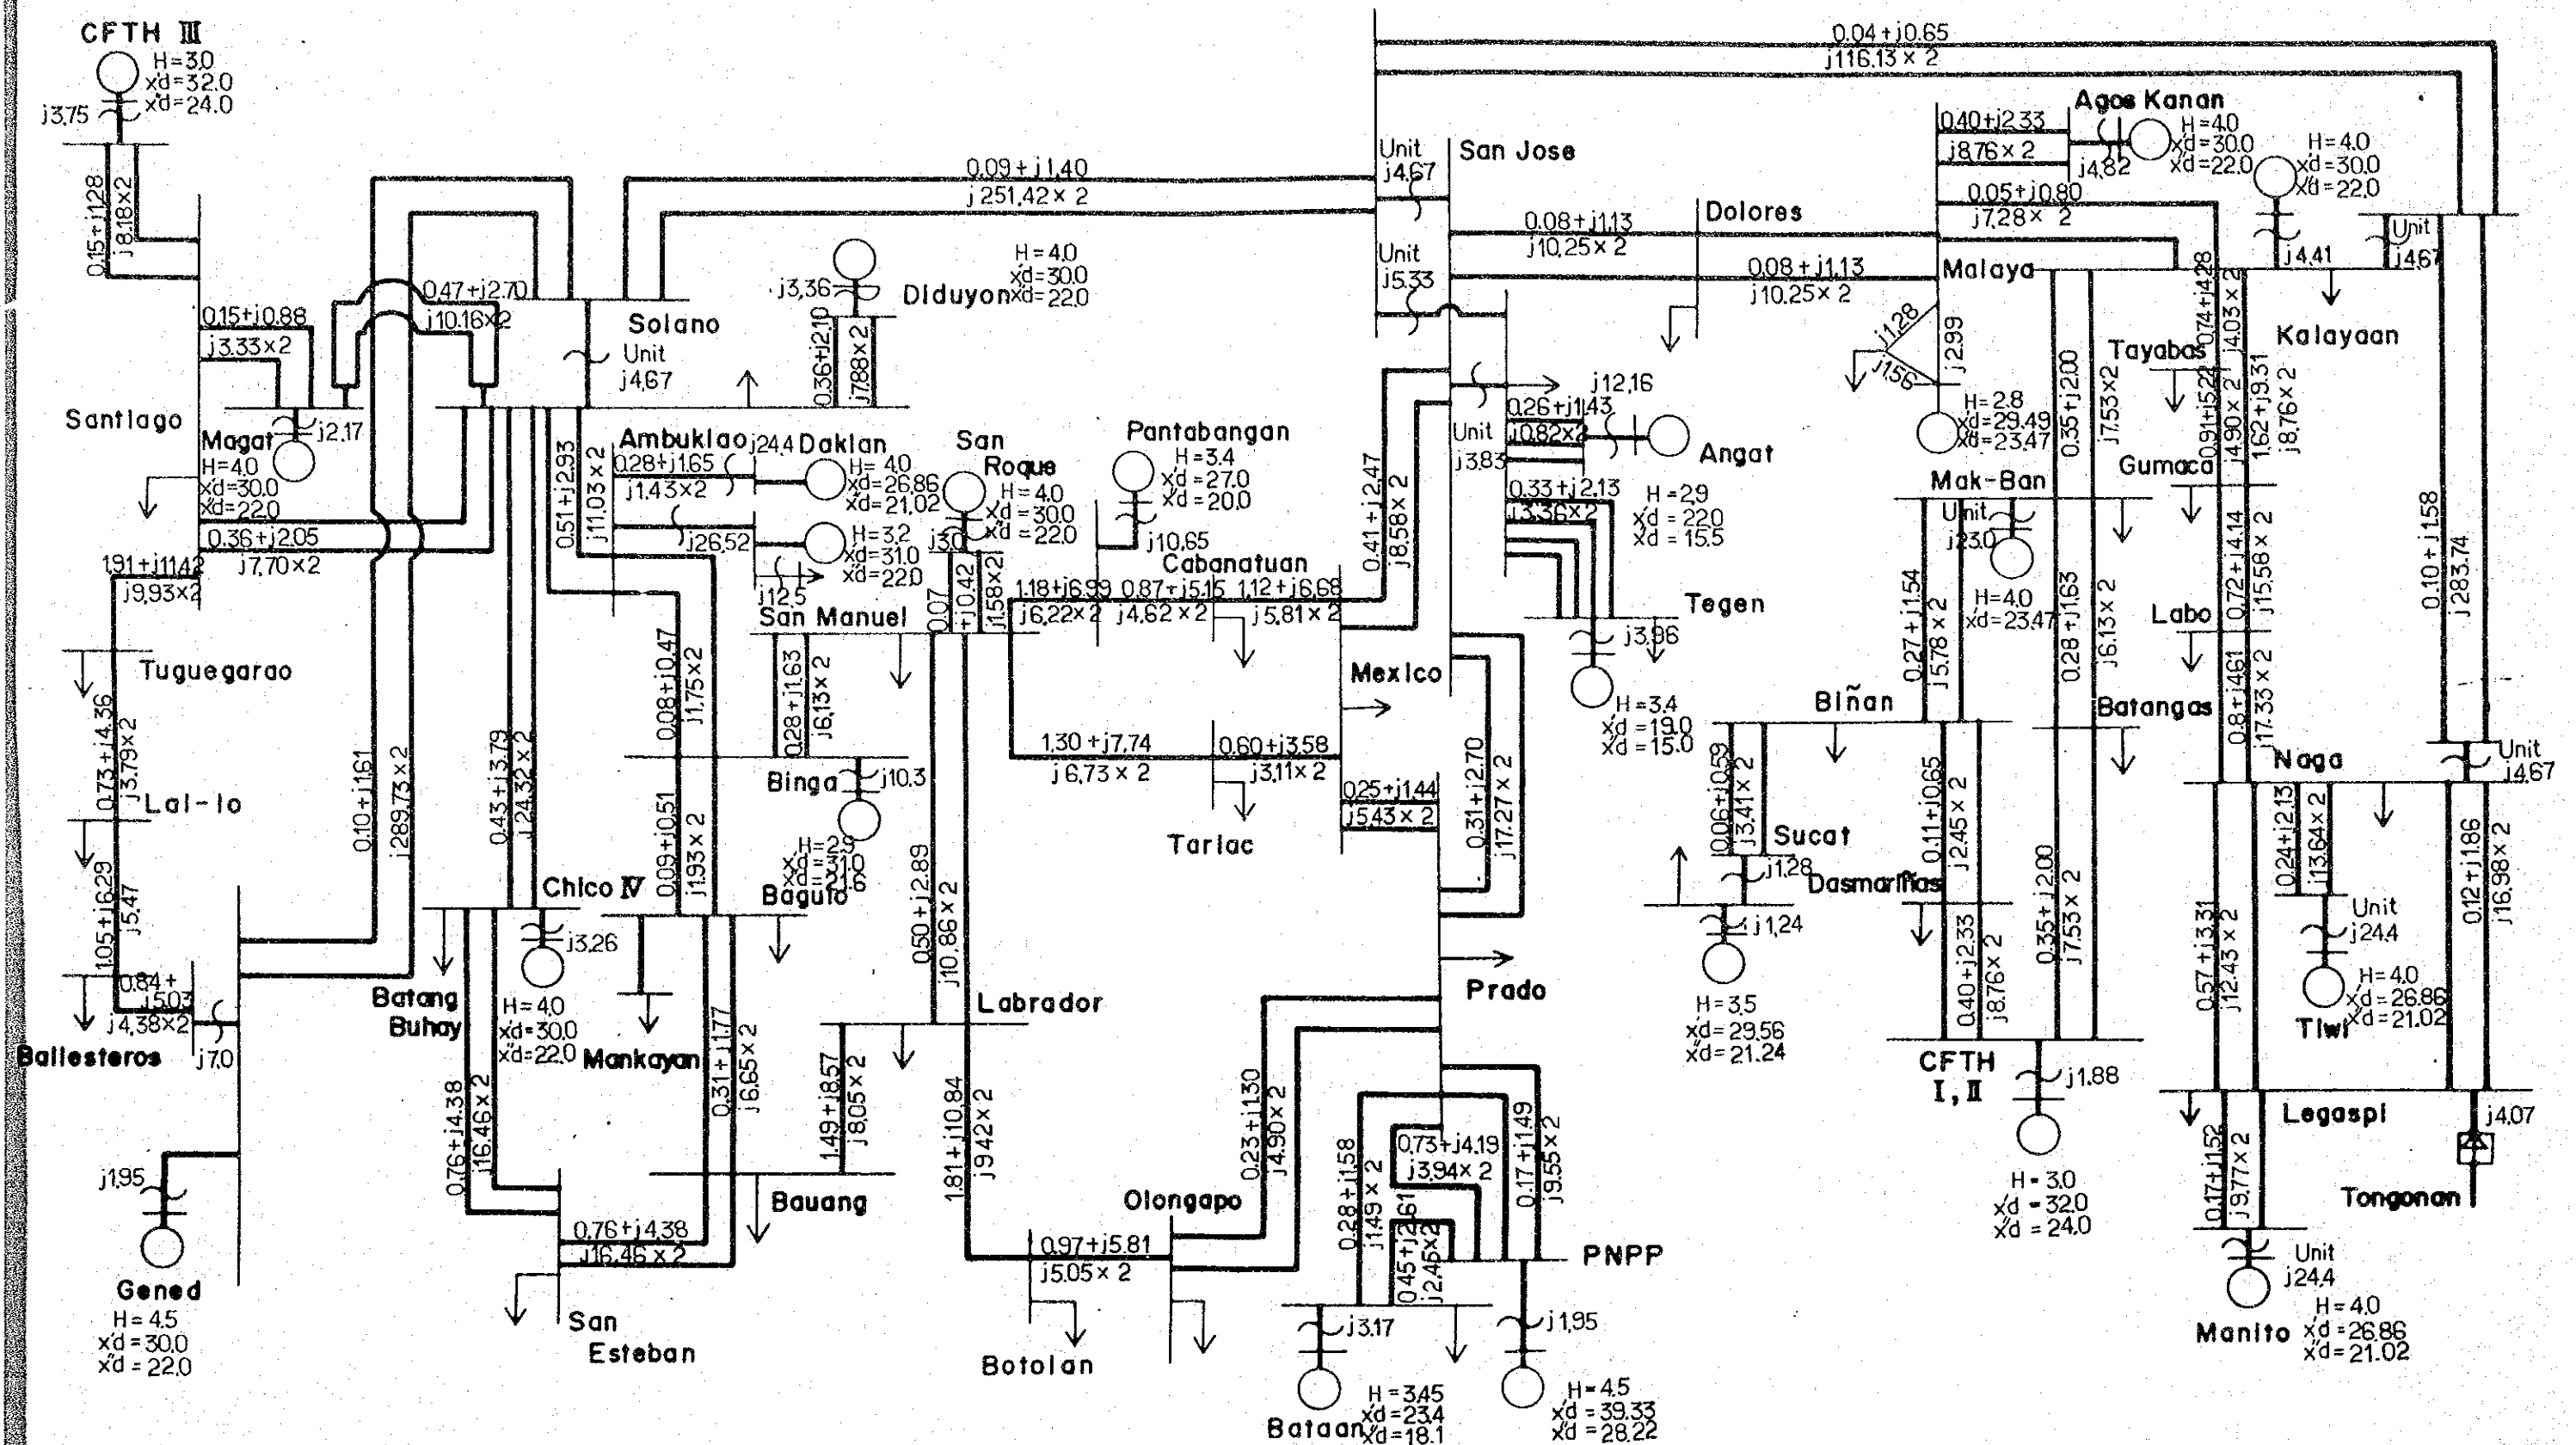 CFTH III
H=3.0
x'd=32.0
x"d=24.0
j3.75
0.15+j1.28
j8.18×2
0.15+j0.88
j3.33×2
0.47+j2.70
j10.16×2
Santiago
Magat
j2.17
H=4.0
x'd=30.0
x"d=22.0
0.36+j2.05
j7.70×2
1.91+j11.42
j9.93×2
Tuguegarao
0.73+j4.36
j3.79×2
Lal-lo
1.05+j6.29
j5.47
0.84+
j5.03
j4.38×2
Ballesteros
j7.0
j1.95
Gened
H=4.5
x'd=30.0
x"d=22.0
0.10+j1.61
j289.73×2
0.09+j1.40
j251.42×2
Solano
Unit
j4.67
j3.36
Diduyon
H=4.0
x'd=30.0
x"d=22.0
0.36+j2.10
j7.88×2
0.51+j2.93
j11.03×2
Ambuklao
j24.4
Daklan
0.28+j1.65
j1.43×2
H=4.0
x'd=26.86
x"d=21.02
j26.52
H=3.2
x'd=31.0
x"d=22.0
j12.5
San
Roque
H=4.0
x'd=30.0
x"d=22.0
j3.0
0.07
+j0.42
j1.58×2
San Manuel
Pantabangan
H=3.4
x'd=27.0
x"d=20.0
j10.65
Cabanatuan
1.18+j6.99
j6.22×2
0.87+j5.15
j4.62×2
1.12+j6.68
j5.81×2
0.08+j0.47
j1.75×2
0.28+j1.63
j6.13×2
Binga
j10.3
H=2.9
x'd=31.0
x"d=21.6
0.43+j3.79
j24.32×2
0.09+j0.51
j1.93×2
Baguio
Chico IV
j3.26
H=4.0
x'd=30.0
x"d=22.0
Batang
Buhay
Mankayan
0.76+j4.38
j16.46×2
0.31+j1.77
j6.65×2
0.76+j4.38
j16.46×2
San
Esteban
Bauang
1.49+j8.57
j8.05×2
Labrador
0.50+j2.89
j10.86×2
1.81+j10.84
j9.42×2
1.30+j7.74
j6.73×2
0.60+j3.58
j3.11×2
Tarlac
0.97+j5.81
j5.05×2
Botolan
Olongapo
0.23+j1.30
j4.90×2
0.25+j1.44
j5.43×2
Mexico
0.41+j2.47
j8.58×2
0.31+j2.70
j17.27×2
Prado
0.28+j1.58
j1.49×2
0.73+j4.19
j3.94×2
0.45+j2.61
j2.45×2
0.17+j1.49
j9.55×2
PNPP
j1.95
H=4.5
x'd=39.33
x"d=28.22
j3.17
Bataan
H=3.45
x'd=23.4
x"d=18.1
0.04+j0.65
j116.13×2
San Jose
Unit
j4.67
Unit
j5.33
Unit
j3.83
0.08+j1.13
j10.25×2
Dolores
0.08+j1.13
j10.25×2
j12.16
0.26+j1.43
j0.82×2
Angat
H=2.9
x'd=22.0
x"d=15.5
0.33+j2.13
j3.36×2
Tegen
j3.96
H=3.4
x'd=19.0
x"d=15.0
Malaya
j1.28
j1.56
j2.99
H=2.8
x'd=29.49
x"d=23.47
0.40+j2.33
j8.76×2
Agos Kanan
j4.82
H=4.0
x'd=30.0
x"d=22.0
0.05+j0.80
j7.28×2
H=4.0
x'd=30.0
x"d=22.0
j4.41
Unit
j4.67
Kalayaan
0.35+j2.00
j7.53×2
Tayabas
0.74+j4.28
j4.03×2
0.91+j5.22
j4.90×2
1.62+j9.31
j8.76×2
Gumaca
Mak-Ban
Unit
j23.0
H=4.0
x"d=23.47
0.27+j1.54
j5.78×2
0.28+j1.63
j6.13×2
Labo
0.72+j4.14
j15.58×2
0.8+j4.61
j17.33×2
Biñan
Batangas
0.06+j0.59
j3.41×2
Sucat
j1.28
j1.24
H=3.5
x'd=29.56
x"d=21.24
0.11+j0.65
j2.45×2
Dasmariñas
0.40+j2.33
j8.76×2
0.35+j2.00
j7.53×2
CFTH
I, II
j1.88
H=3.0
x'd=32.0
x"d=24.0
0.10+j1.58
j283.74
Naga
Unit
j4.67
0.24+j2.13
j13.64×2
Unit
j24.4
Tiwi
H=4.0
x'd=26.86
x"d=21.02
0.57+j3.31
j12.43×2
0.12+j1.86
j16.98×2
Legaspi
j4.07
Tongonan
0.17+j1.52
j9.77×2
Unit
j24.4
Manito
H=4.0
x'd=26.86
x"d=21.02